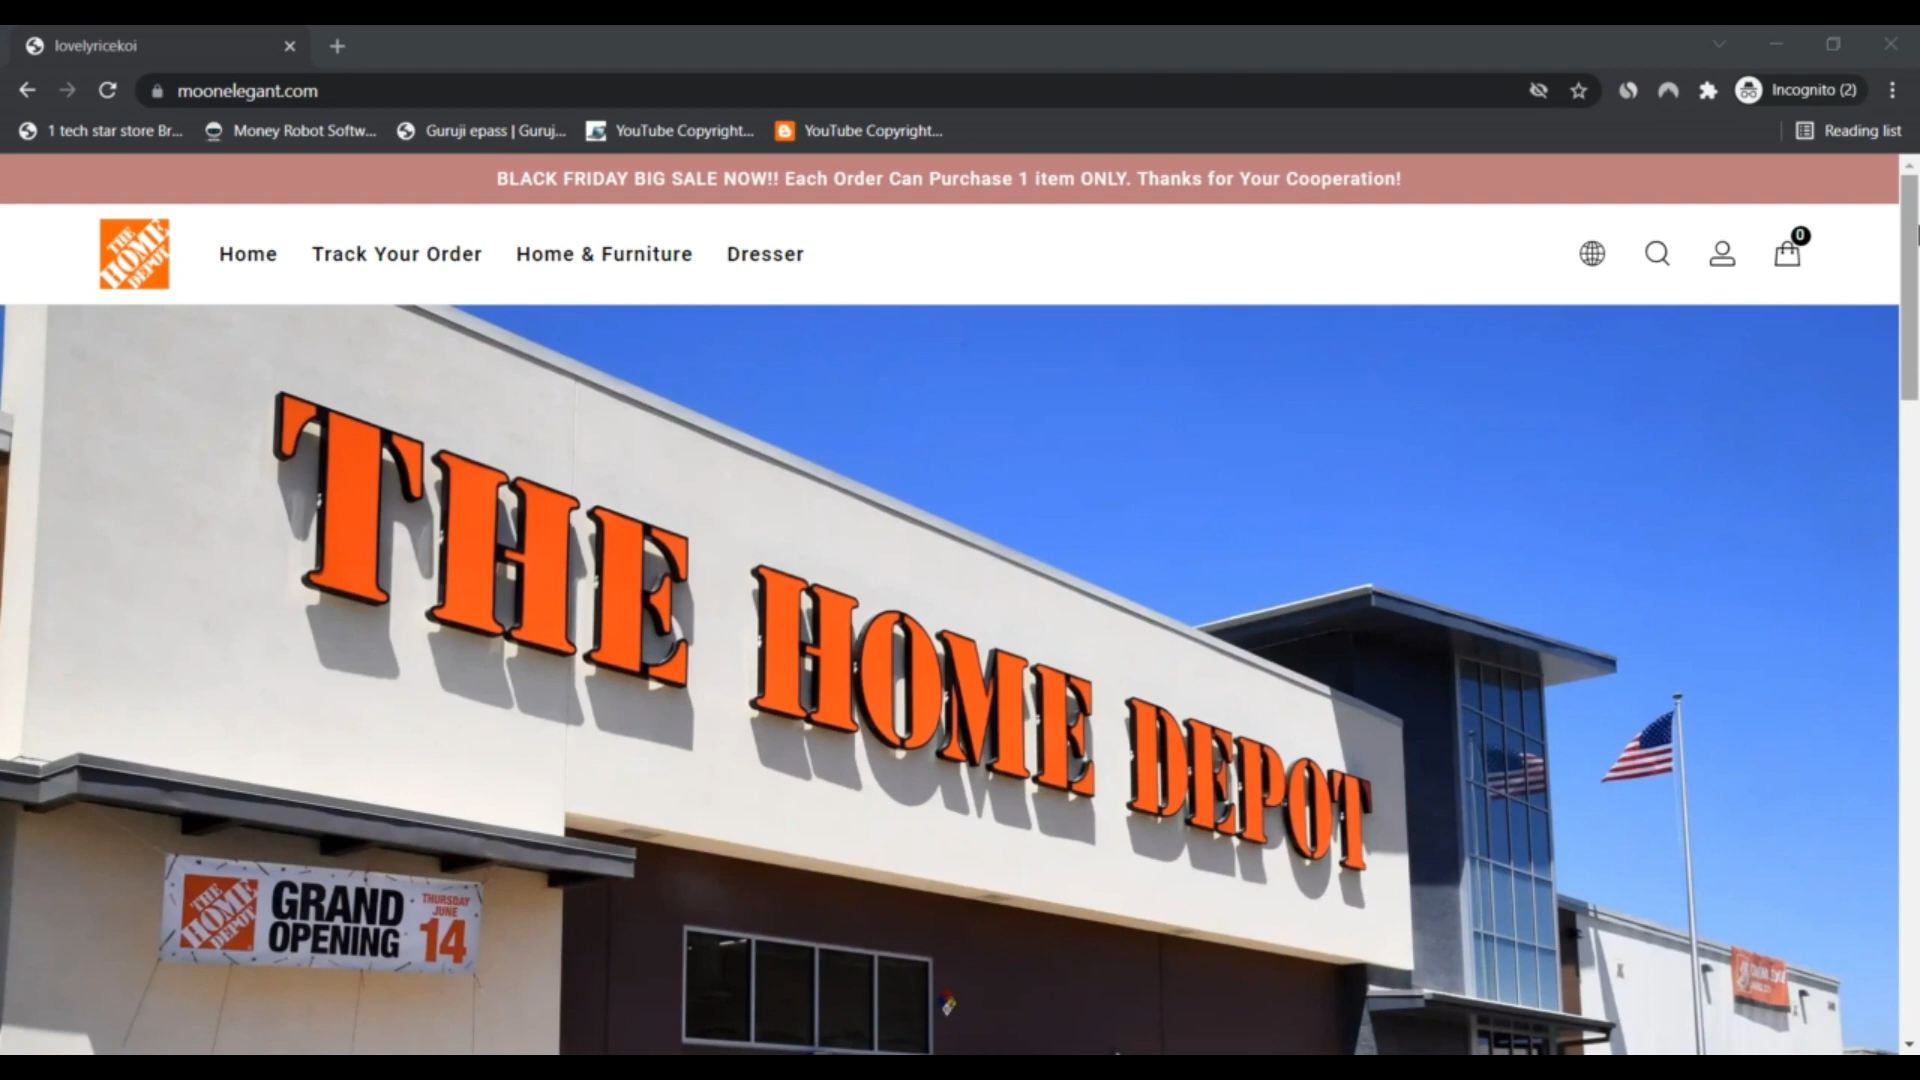 lovelyricekoi
moonelegant.com
Incognito (2)
1 tech star store Br...
Money Robot Softw...
Guruji epass | Guruj...
YouTube Copyright...
YouTube Copyright...
Reading list
BLACK FRIDAY BIG SALE NOW!! Each Order Can Purchase 1 item ONLY. Thanks for Your Cooperation!
THE
HOME
DEPOT
Home
Track Your Order
Home & Furniture
Dresser
0
THE HOME DEPOT
THE
HOME
DEPOT
GRAND
OPENING
THURSDAY
JUNE
14